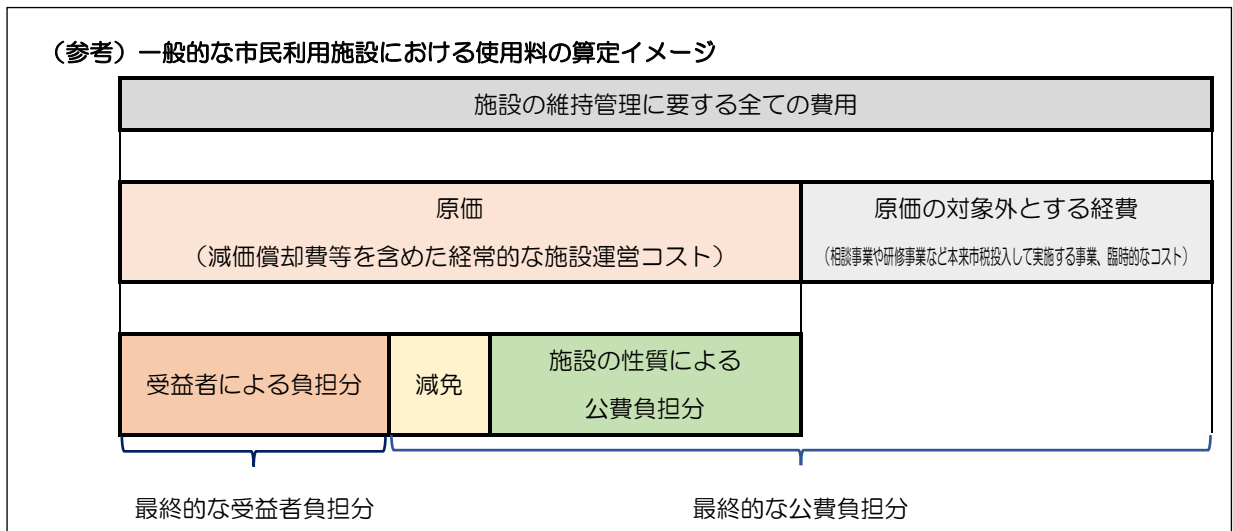 （参考）一般的な市民利用施設における使用料の算定イメージ
施設の維持管理に要する全ての費用
原価
（減価償却費等を含めた経常的な施設運営コスト）
原価の対象外とする経費
（相談事業や研修事業など本来市税投入して実施する事業、臨時的なコスト）
受益者による負担分
減免
施設の性質による
公費負担分
最終的な受益者負担分
最終的な公費負担分